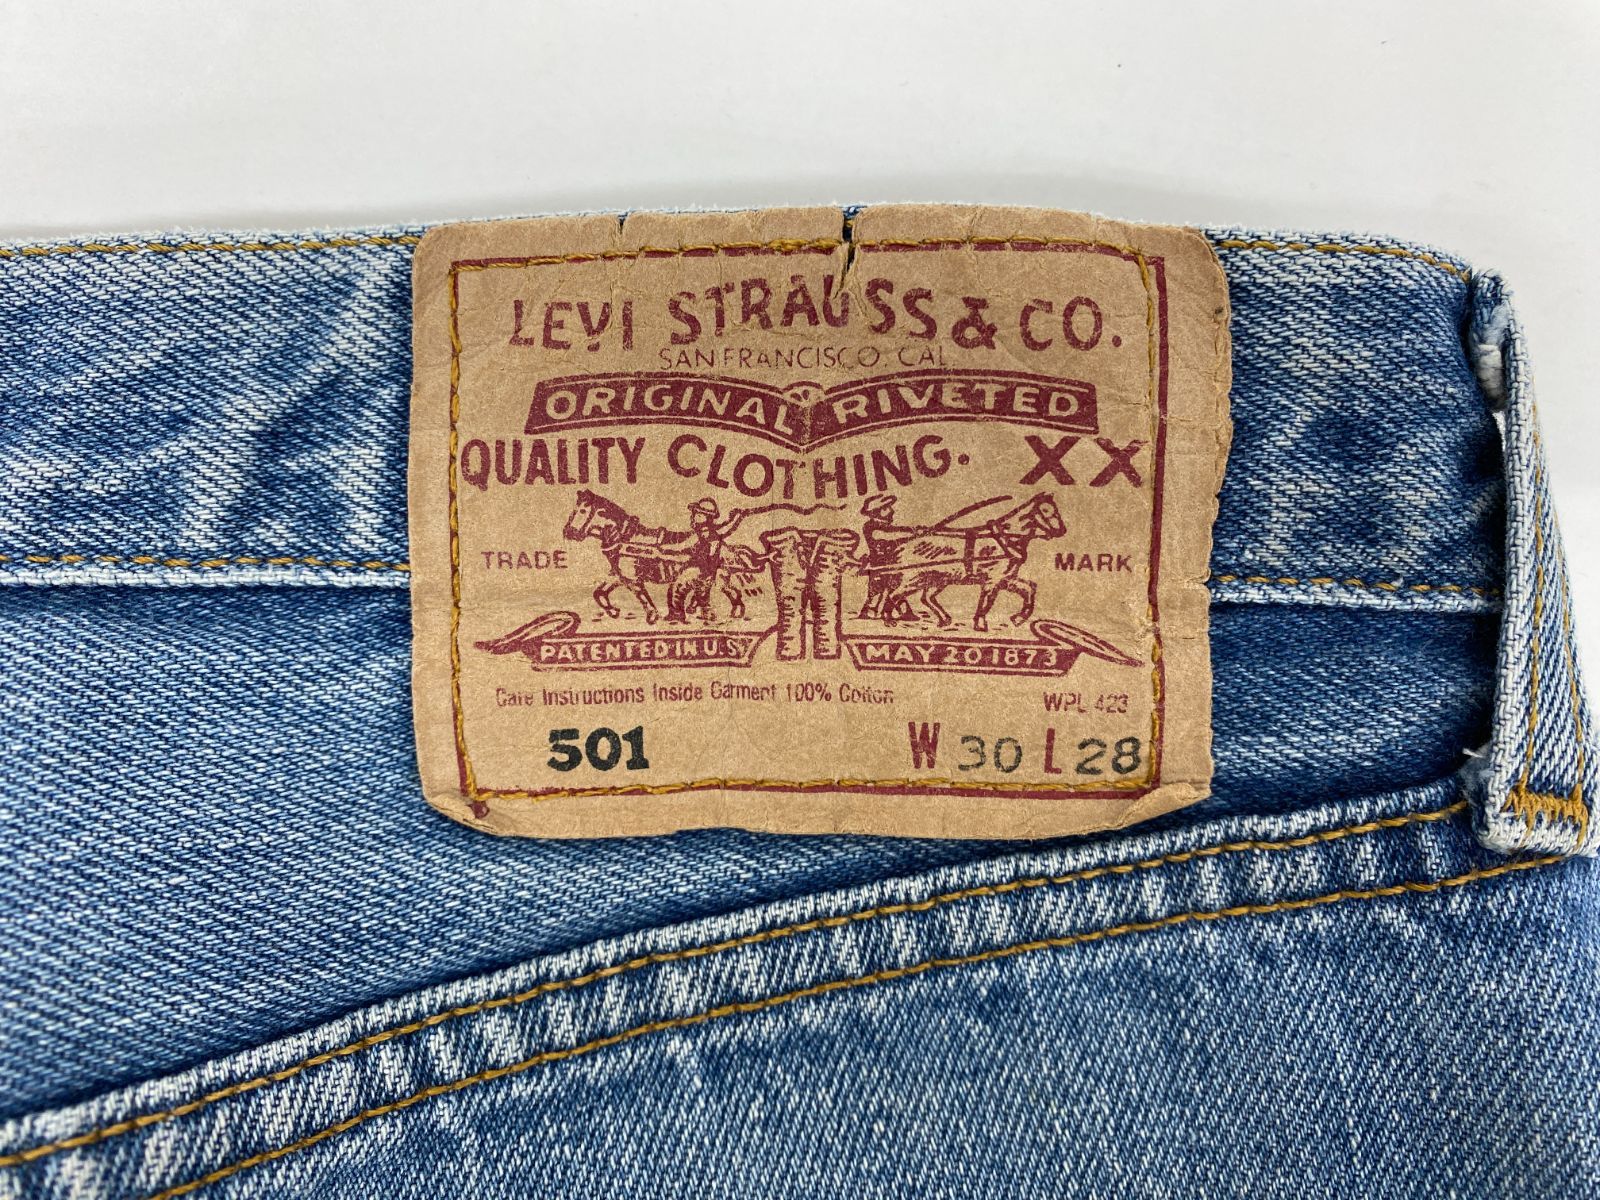 LEVI STRAUSS & CO.
SAN FRANCISCO, CAL.
ORIGINAL RIVETED
QUALITY CLOTHING. XX
TRADE MARK
PATENTED IN U.S. MAY 20 1873
Care Instructions Inside Garment 100% Cotton WPL 423
501 W 30 L 28